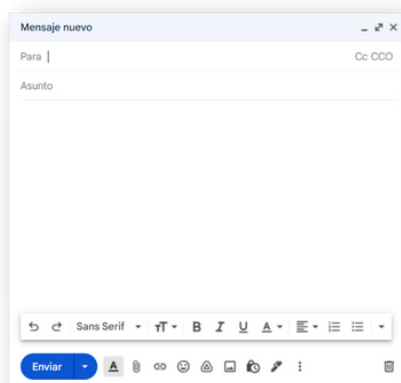 Mensaje nuevo
Para Cc CCO
Asunto
Sans Serif
Enviar